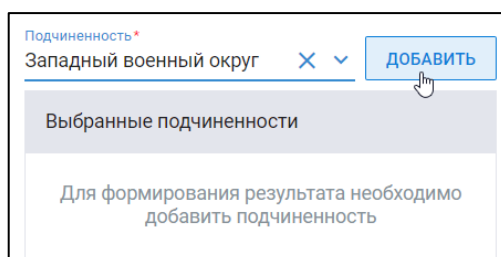 Подчиненность*
Западный военный округ
ДОБАВИТЬ
Выбранные подчиненности
Для формирования результата необходимо
добавить подчиненность